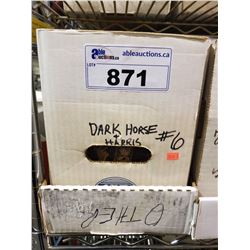 able
auctions.ca
ableauctions.ca
LOT#
871
DARK HORSE
+ HARRIS
#6
OTHER